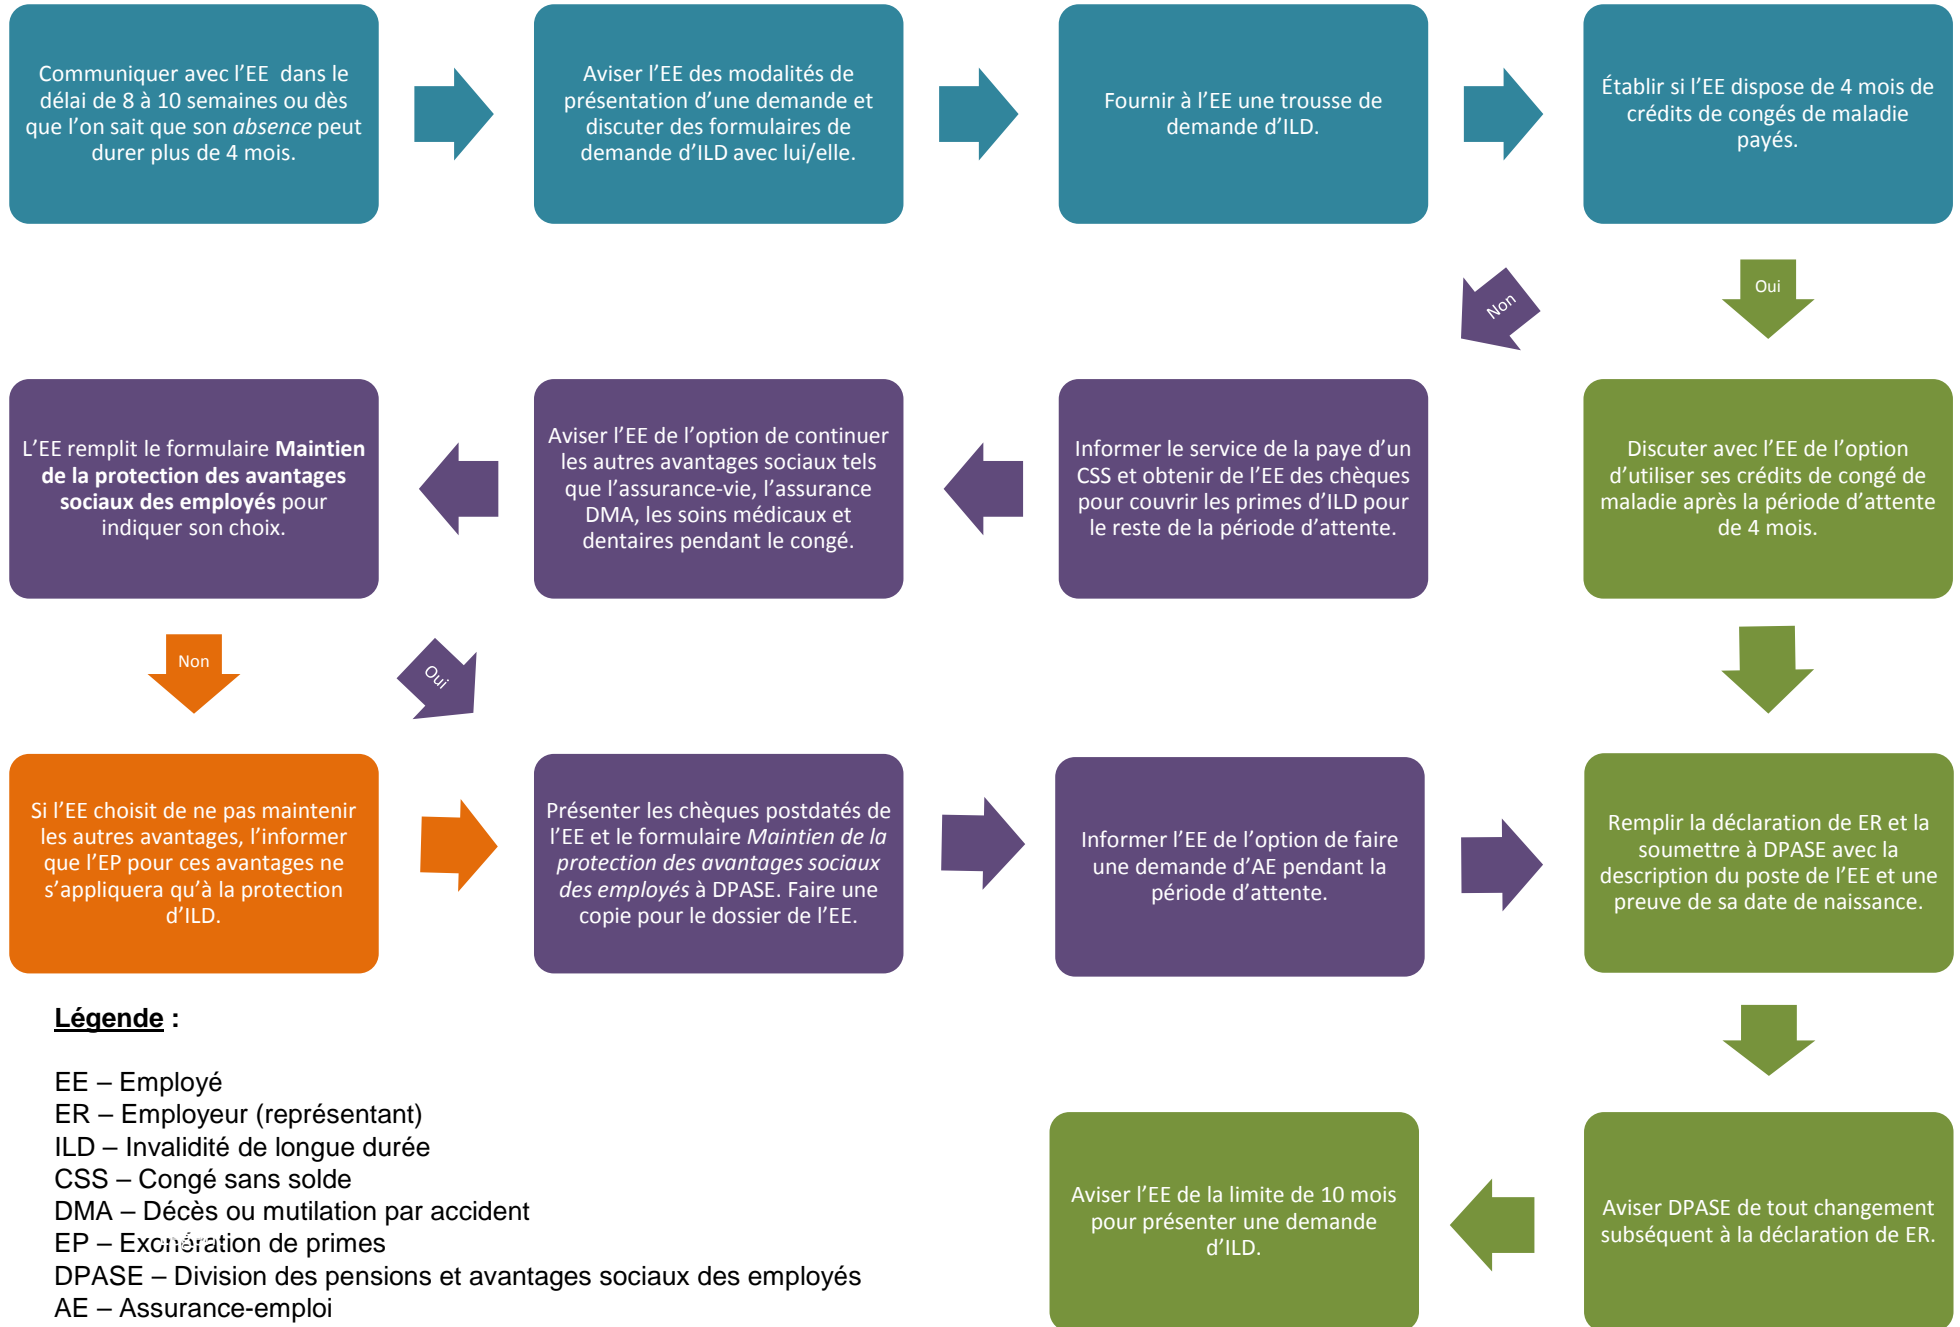 Communiquer avec l'EE  dans le
délai de 8 à 10 semaines ou dès
que l'on sait que son absence peut
durer plus de 4 mois.
Aviser l'EE des modalités de
présentation d'une demande et
discuter des formulaires de
demande d'ILD avec lui/elle.
Fournir à l'EE une trousse de
demande d'ILD.
Établir si l'EE dispose de 4 mois de
crédits de congés de maladie
payés.
Non
Oui
L'EE remplit le formulaire Maintien
de la protection des avantages
sociaux des employés pour
indiquer son choix.
Aviser l'EE de l'option de continuer
les autres avantages sociaux tels
que l'assurance-vie, l'assurance
DMA, les soins médicaux et
dentaires pendant le congé.
Informer le service de la paye d'un
CSS et obtenir de l'EE des chèques
pour couvrir les primes d'ILD pour
le reste de la période d'attente.
Discuter avec l'EE de l'option
d'utiliser ses crédits de congé de
maladie après la période d'attente
de 4 mois.
Non
Oui
Si l'EE choisit de ne pas maintenir
les autres avantages, l'informer
que l'EP pour ces avantages ne
s'appliquera qu'à la protection
d'ILD.
Présenter les chèques postdatés de
l'EE et le formulaire Maintien de la
protection des avantages sociaux
des employés à DPASE. Faire une
copie pour le dossier de l'EE.
Informer l'EE de l'option de faire
une demande d'AE pendant la
période d'attente.
Remplir la déclaration de ER et la
soumettre à DPASE avec la
description du poste de l'EE et une
preuve de sa date de naissance.
Légende :
EE – Employé
ER – Employeur (représentant)
ILD – Invalidité de longue durée
CSS – Congé sans solde
DMA – Décès ou mutilation par accident
EP – Exonération de primes
DPASE – Division des pensions et avantages sociaux des employés
AE – Assurance-emploi
Aviser l'EE de la limite de 10 mois
pour présenter une demande
d'ILD.
Aviser DPASE de tout changement
subséquent à la déclaration de ER.